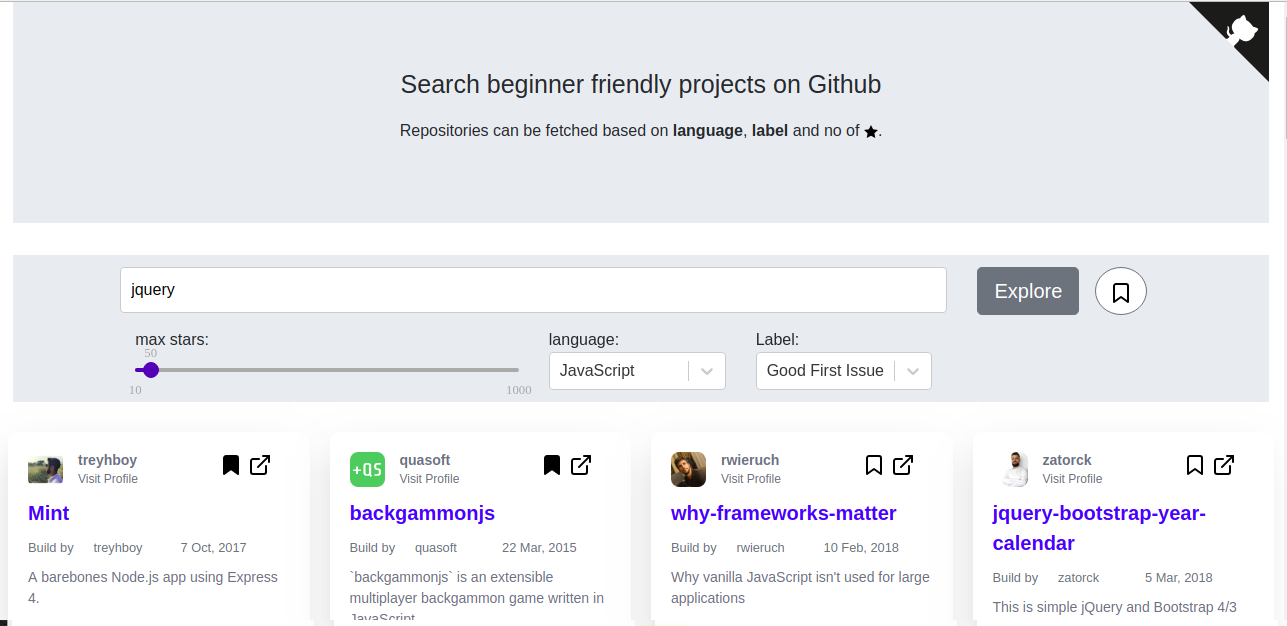 Search beginner friendly projects on Github
Repositories can be fetched based on language, label and no of ★.
jquery
Explore
max stars:
50
10
1000
language:
JavaScript
Label:
Good First Issue
treyhboy
Visit Profile
Mint
Build by treyhboy 7 Oct, 2017
A barebones Node.js app using Express
4.
+QS
quasoft
Visit Profile
backgammonjs
Build by quasoft 22 Mar, 2015
`backgammonjs` is an extensible
multiplayer backgammon game written in
JavaScript
rwieruch
Visit Profile
why-frameworks-matter
Build by rwieruch 10 Feb, 2018
Why vanilla JavaScript isn't used for large
applications
zatorck
Visit Profile
jquery-bootstrap-year-
calendar
Build by zatorck 5 Mar, 2018
This is simple jQuery and Bootstrap 4/3